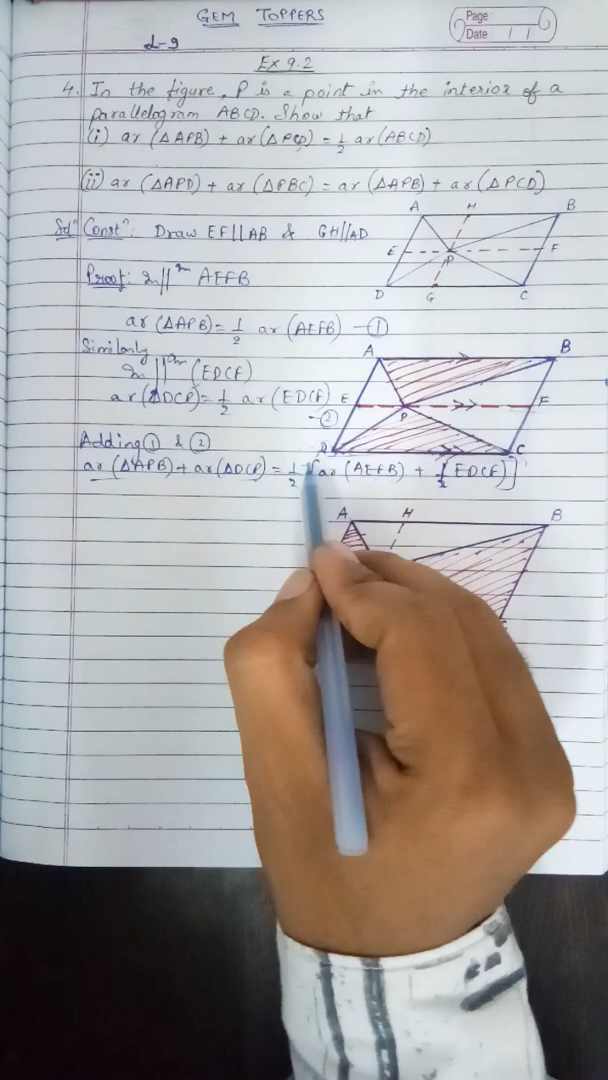 GEM TOPPERS
Page
Date / /
L-9
Ex 9.2
4. In the figure, P is a point in the interior of a
parallelogram ABCD. Show that
(i) ar (ΔAPB) + ar (ΔPCD) = 1/2 ar (ABCD)
(ii) ar (ΔAPD) + ar (ΔPBC) = ar (ΔAPB) + ar (ΔPCD)
A H B
Solⁿ Constⁿ: Draw EF||AB & GH||AD
E P F
D G C
Proof: In ||ᵍᵐ AEFB
ar (ΔAPB) = 1/2 ar (AEFB) — ①
Similarly
A B
In ||ᵍᵐ (EDCF)
ar (ΔDCP) = 1/2 ar (EDCF) — ②
E P F
D C
Adding ① & ②
ar (ΔAPB) + ar (ΔDCP) = 1/2 [ar (AEFB) + [EDCF)]
A H B